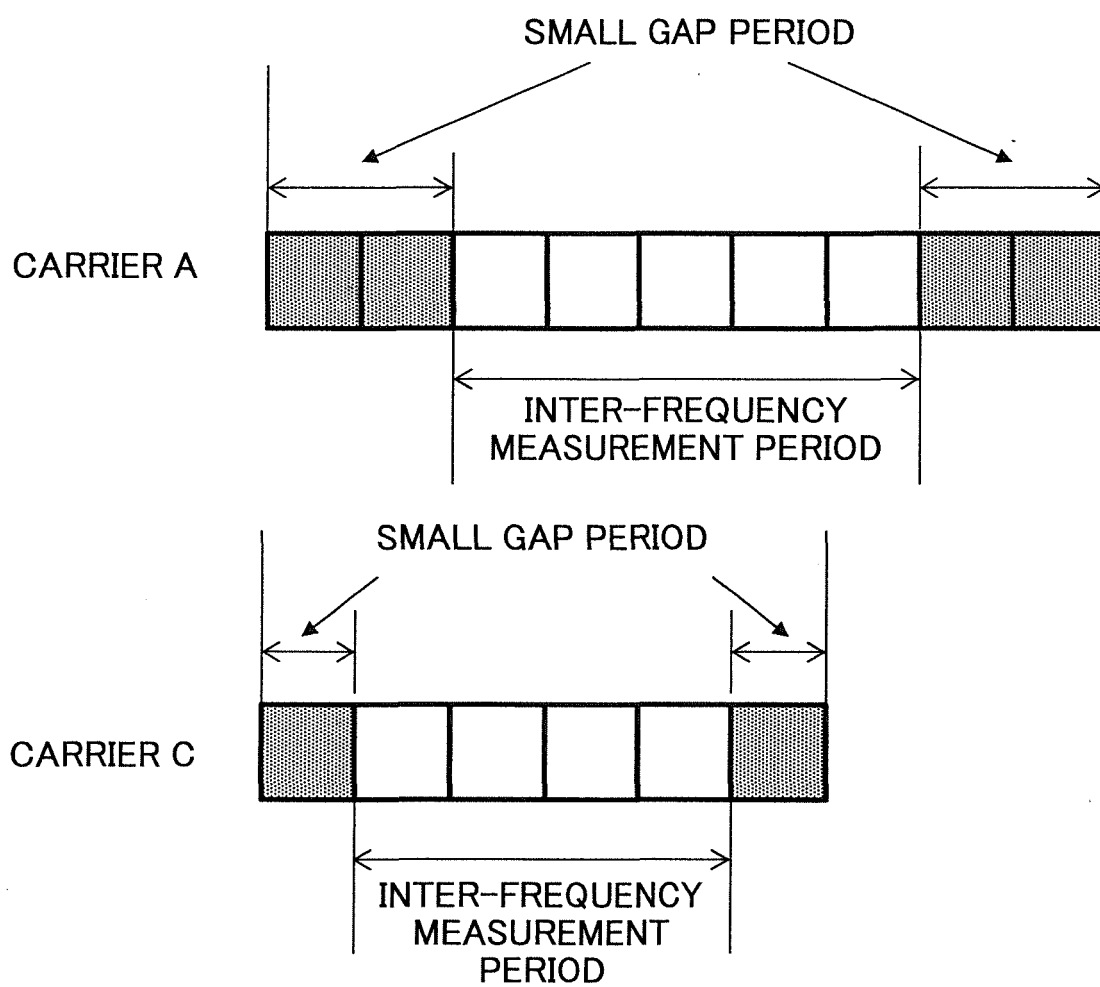 SMALL GAP PERIOD
CARRIER A
INTER-FREQUENCY
MEASUREMENT PERIOD
SMALL GAP PERIOD
CARRIER C
INTER-FREQUENCY
MEASUREMENT
PERIOD